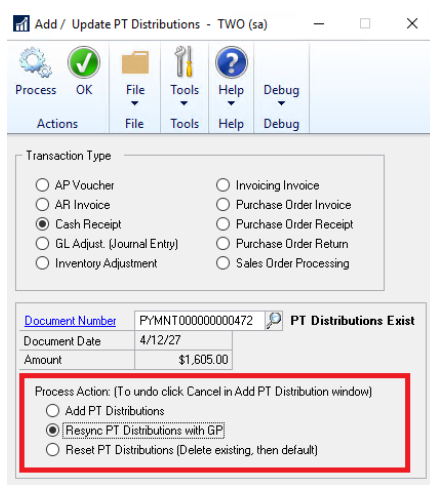 Add / Update PT Distributions - TWO (sa)
Process OK File Tools Help Debug
Actions File Tools Help Debug
Transaction Type
AP Voucher Invoicing Invoice
AR Invoice Purchase Order Invoice
Cash Receipt Purchase Order Receipt
GL Adjust. (Journal Entry) Purchase Order Return
Inventory Adjustment Sales Order Processing
Document Number PYMNT000000000472 PT Distributions Exist
Document Date 4/12/27
Amount $1,605.00
Process Action: (To undo click Cancel in Add PT Distribution window)
Add PT Distributions
Resync PT Distributions with GP
Reset PT Distributions (Delete existing, then default)